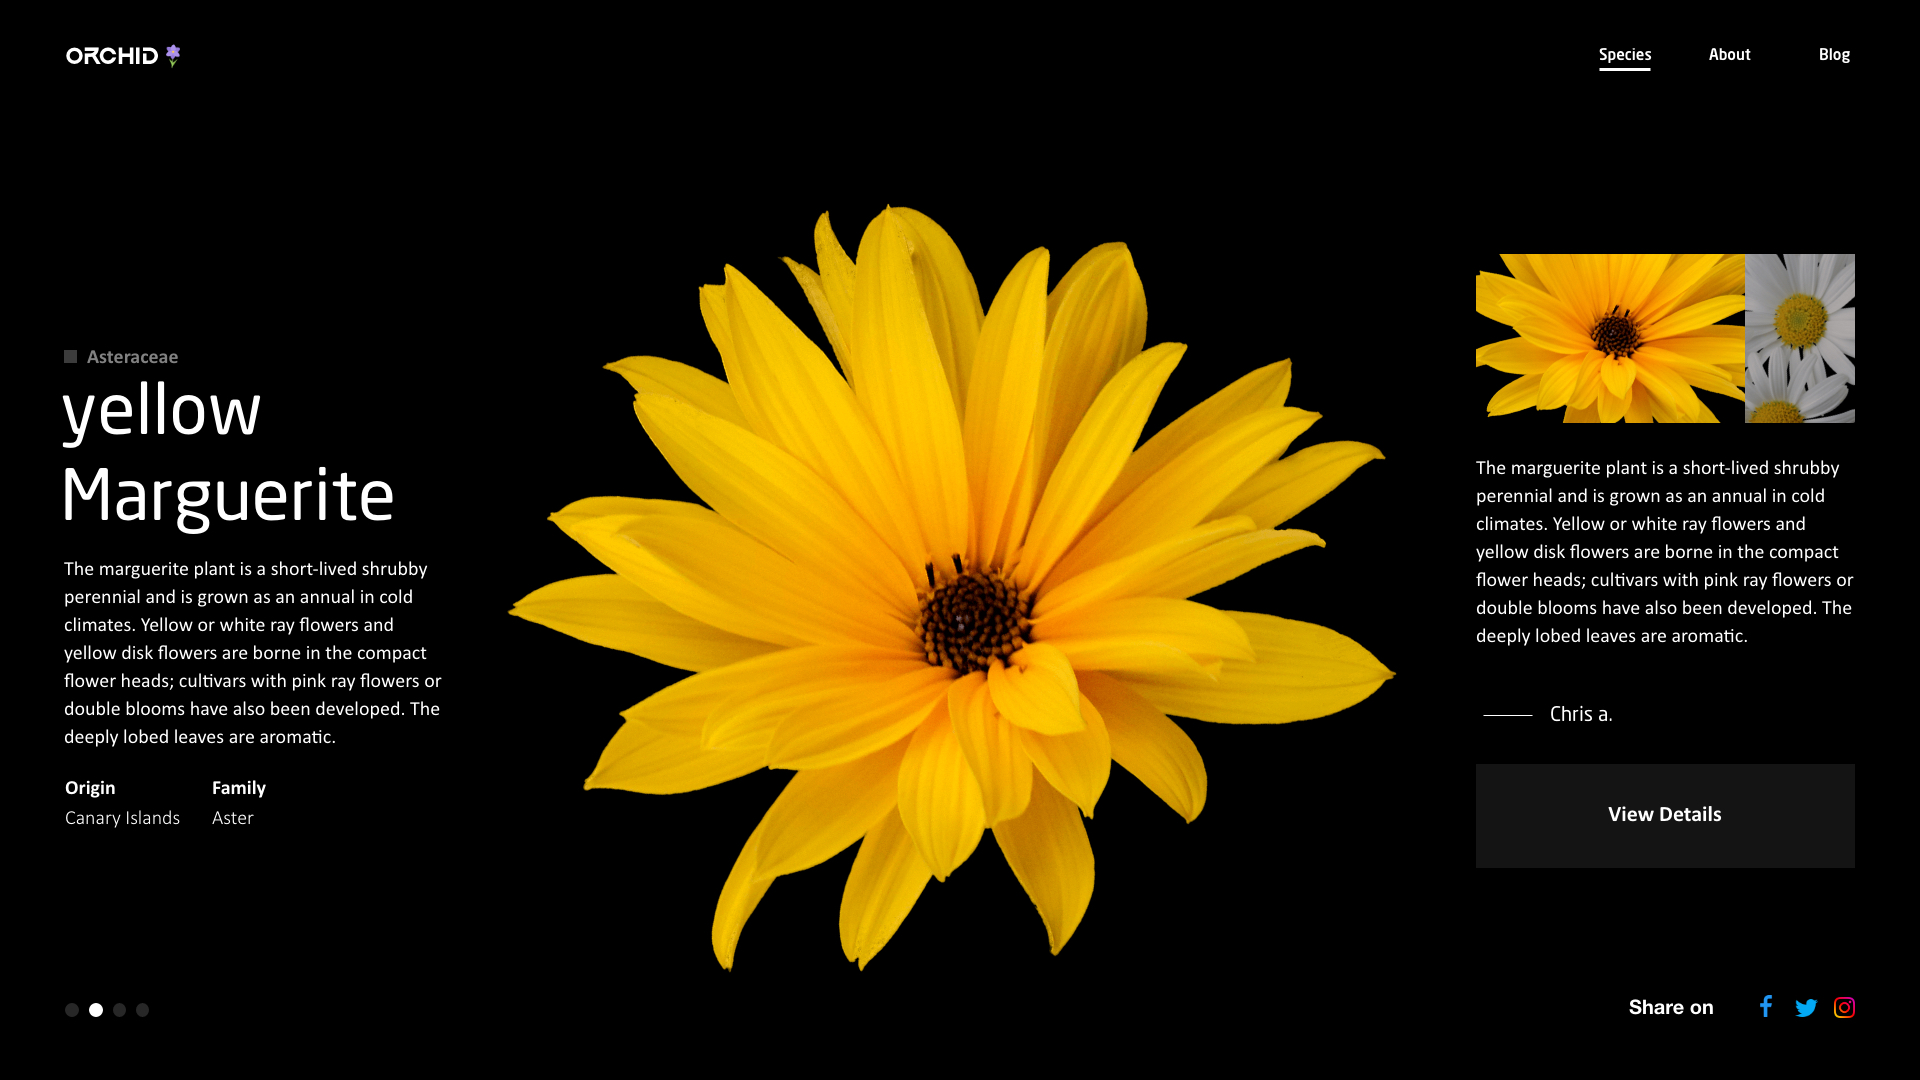 ORCHID
Species
About
Blog
Asteraceae
yellow
Marguerite
The marguerite plant is a short-lived shrubby
perennial and is grown as an annual in cold
climates. Yellow or white ray flowers and
yellow disk flowers are borne in the compact
flower heads; cultivars with pink ray flowers or
double blooms have also been developed. The
deeply lobed leaves are aromatic.
Origin
Canary Islands
Family
Aster
The marguerite plant is a short-lived shrubby
perennial and is grown as an annual in cold
climates. Yellow or white ray flowers and
yellow disk flowers are borne in the compact
flower heads; cultivars with pink ray flowers or
double blooms have also been developed. The
deeply lobed leaves are aromatic.
Chris a.
View Details
Share on